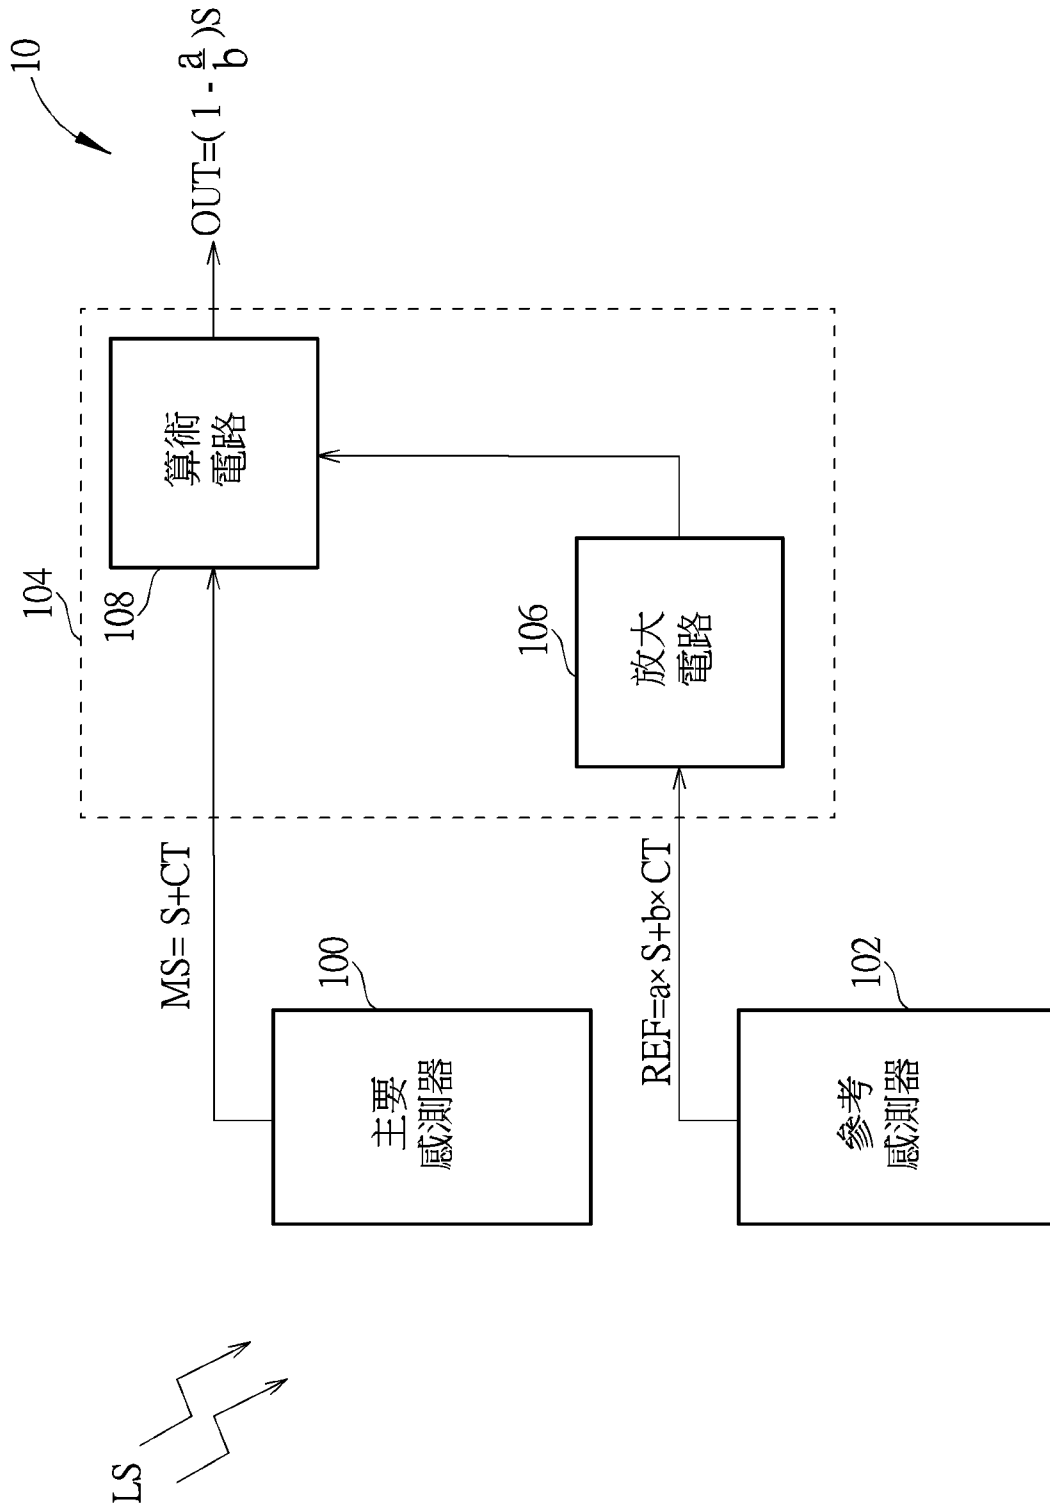 10
OUT=( 1 - a/b )S
104
算術
電路
108
放大
電路
106
MS= S+CT
REF=a× S+b× CT
主要
感測器
100
參考
感測器
102
LS